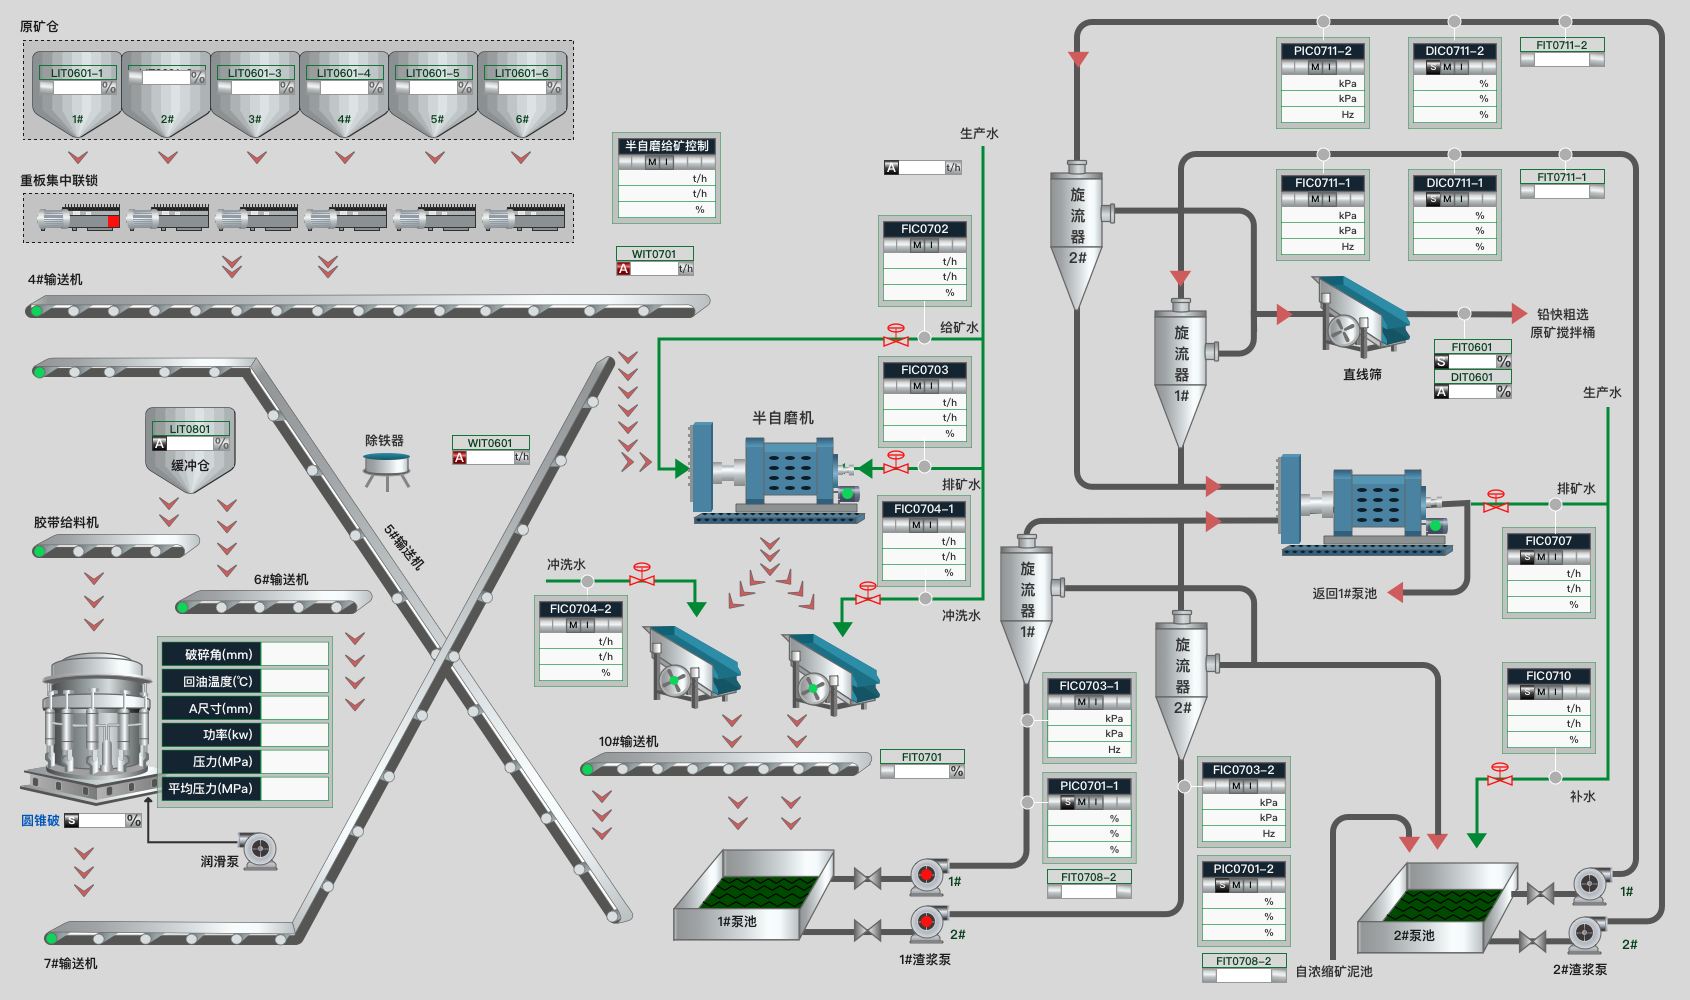 原矿仓
LIT0601-1
%
1#
%
2#
LIT0601-3
%
3#
LIT0601-4
%
4#
LIT0601-5
%
5#
LIT0601-6
%
6#
重板集中联锁
4#输送机
半自磨给矿控制
M I
t/h
t/h
%
WIT0701
A t/h
生产水
A t/h
FIC0702
M I
t/h
t/h
%
给矿水
FIC0703
M I
t/h
t/h
%
排矿水
FIC0704-1
M I
t/h
t/h
%
冲洗水
半自磨机
LIT0801
A %
缓冲仓
除铁器
WIT0601
A t/h
5#输送机
胶带给料机
6#输送机
冲洗水
FIC0704-2
M I
t/h
t/h
%
破碎角(mm)
回油温度(℃)
A尺寸(mm)
功率(kw)
压力(MPa)
平均压力(MPa)
圆锥破 S %
润滑泵
7#输送机
10#输送机
FIT0701
%
1#泵池
1#
2#
1#渣浆泵
PIC0711-2
M I
kPa
kPa
Hz
DIC0711-2
S M I
%
%
%
FIT0711-2
FIC0711-1
M I
kPa
kPa
Hz
DIC0711-1
S M I
%
%
%
FIT0711-1
旋
流
器
2#
旋
流
器
1#
直线筛
铅快粗选
原矿搅拌桶
FIT0601
S %
DIT0601
A %
生产水
排矿水
FIC0707
S M I
t/h
t/h
%
返回1#泵池
旋
流
器
1#
旋
流
器
2#
FIC0703-1
M I
kPa
kPa
Hz
PIC0701-1
S M I
%
%
%
FIT0708-2
FIC0703-2
M I
kPa
kPa
Hz
PIC0701-2
S M I
%
%
%
FIT0708-2
FIC0710
S M I
t/h
t/h
%
补水
自浓缩矿泥池
2#泵池
1#
2#
2#渣浆泵